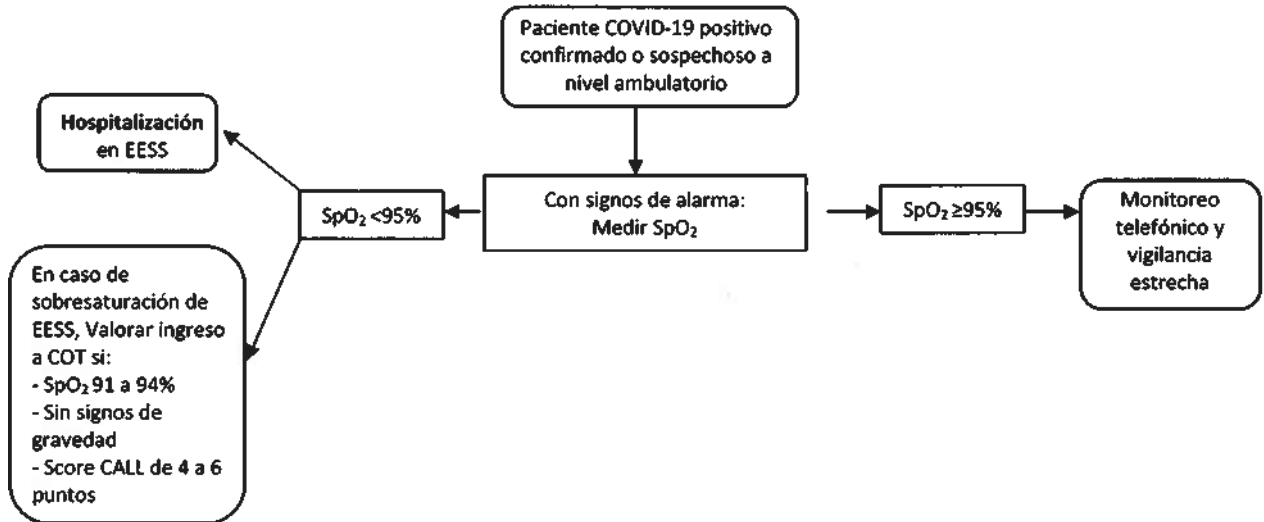 Paciente COVID-19 positivo
confirmado o sospechoso a
nivel ambulatorio
Hospitalización
en EESS
SpO₂ <95%
Con signos de alarma:
Medir SpO₂
SpO₂ ≥95%
Monitoreo
telefónico y
vigilancia
estrecha
En caso de
sobresaturación de
EESS, Valorar ingreso
a COT si:
- SpO₂ 91 a 94%
- Sin signos de
gravedad
- Score CALL de 4 a 6
puntos